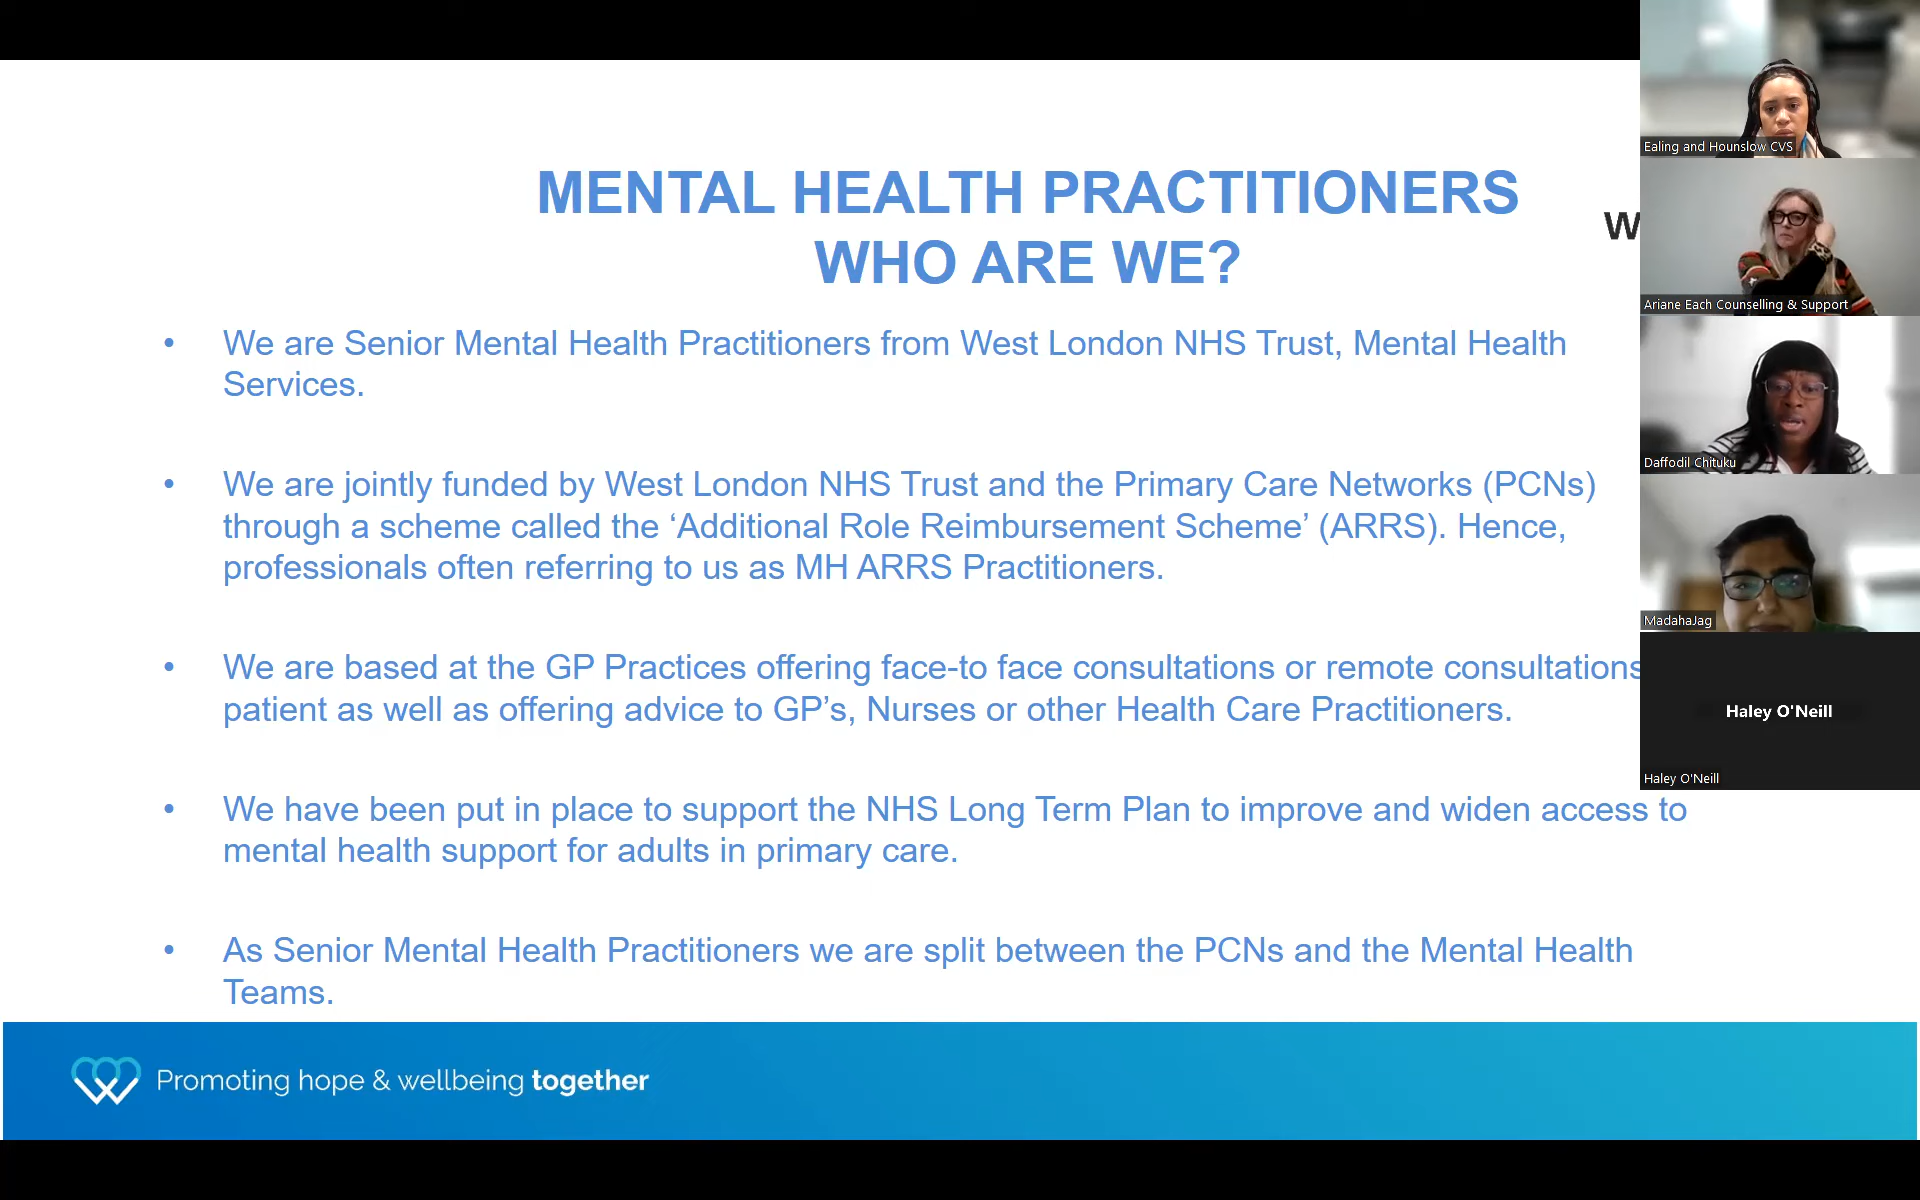 MENTAL HEALTH PRACTITIONERS
WHO ARE WE?
• We are Senior Mental Health Practitioners from West London NHS Trust, Mental Health
Services.
• We are jointly funded by West London NHS Trust and the Primary Care Networks (PCNs)
through a scheme called the ‘Additional Role Reimbursement Scheme’ (ARRS). Hence,
professionals often referring to us as MH ARRS Practitioners.
• We are based at the GP Practices offering face-to face consultations or remote consultations
patient as well as offering advice to GP’s, Nurses or other Health Care Practitioners.
• We have been put in place to support the NHS Long Term Plan to improve and widen access to
mental health support for adults in primary care.
• As Senior Mental Health Practitioners we are split between the PCNs and the Mental Health
Teams.
Promoting hope & wellbeing together
W
Ealing and Hounslow CVS
Ariane Each Counselling & Support
Daffodil Chituku
MadahaJag
Haley O'Neill
Haley O'Neill